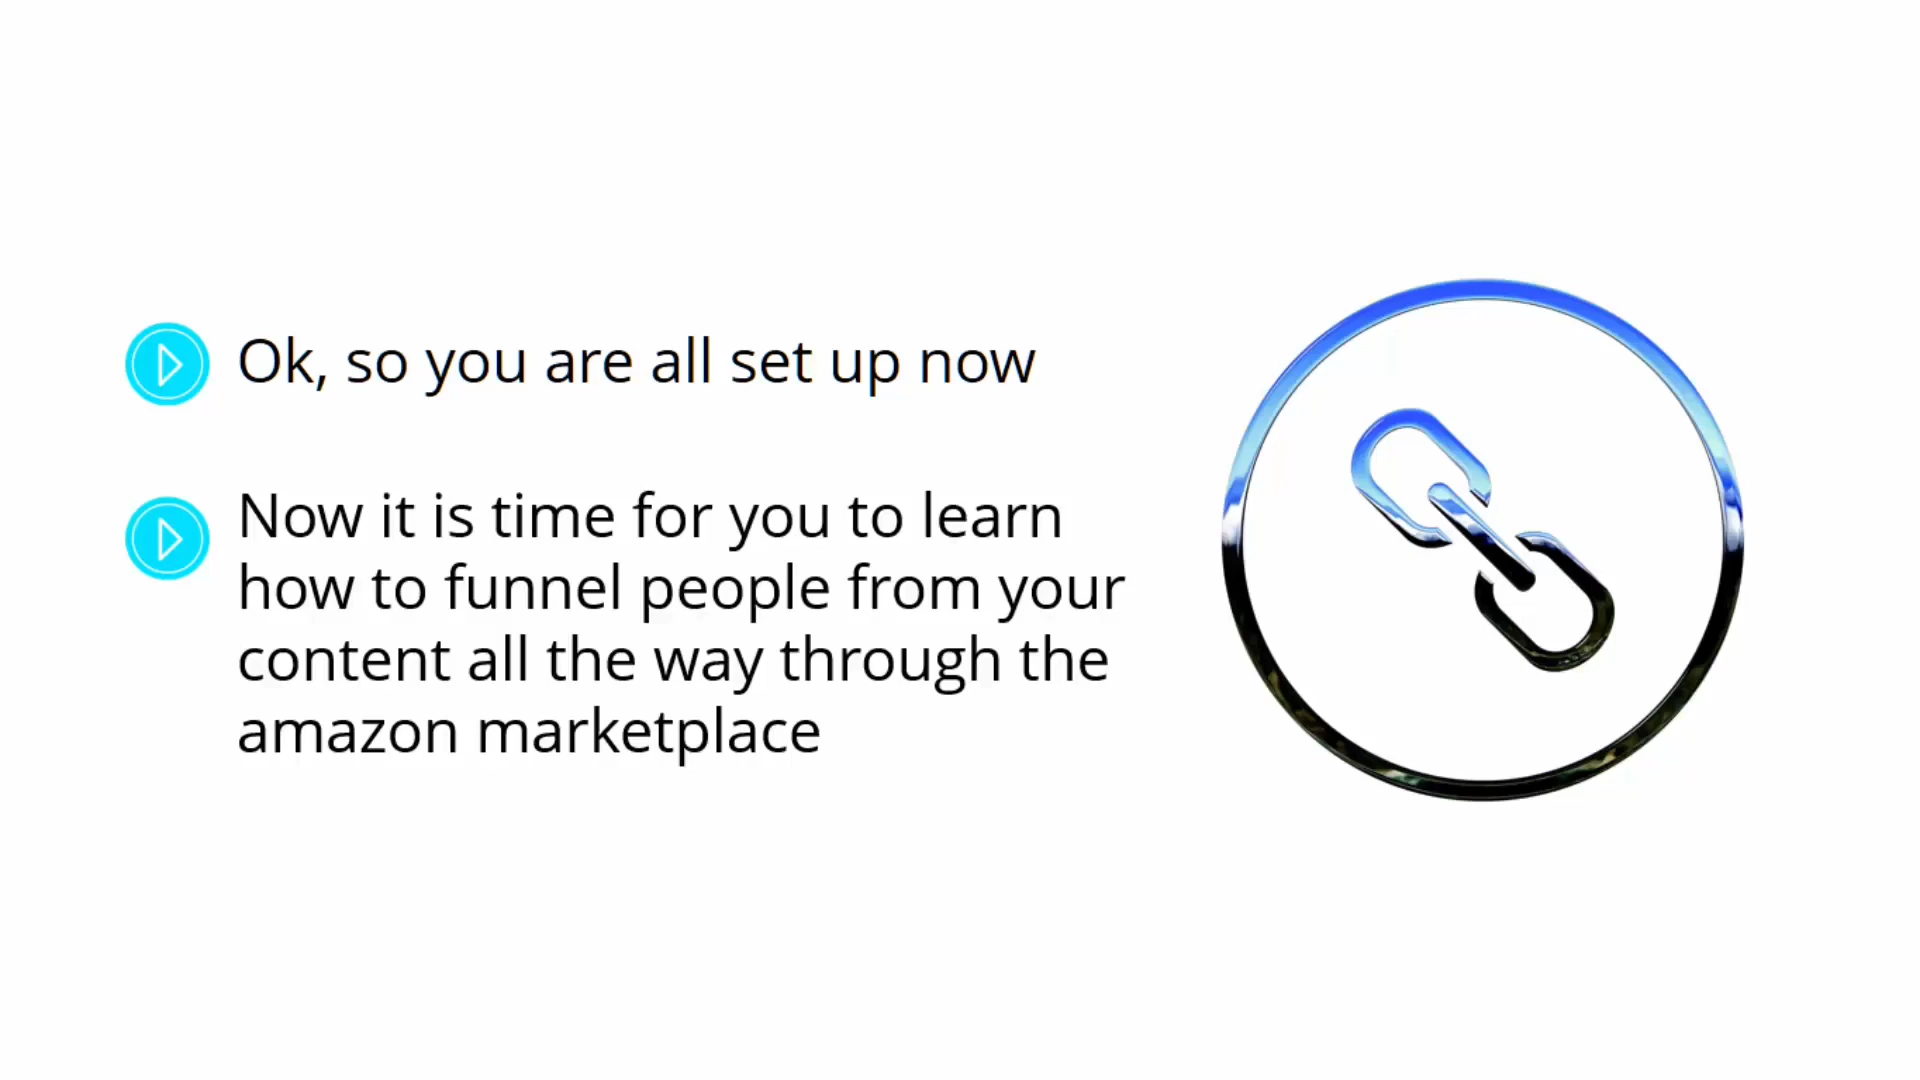 Ok, so you are all set up now
Now it is time for you to learn
how to funnel people from your
content all the way through the
amazon marketplace